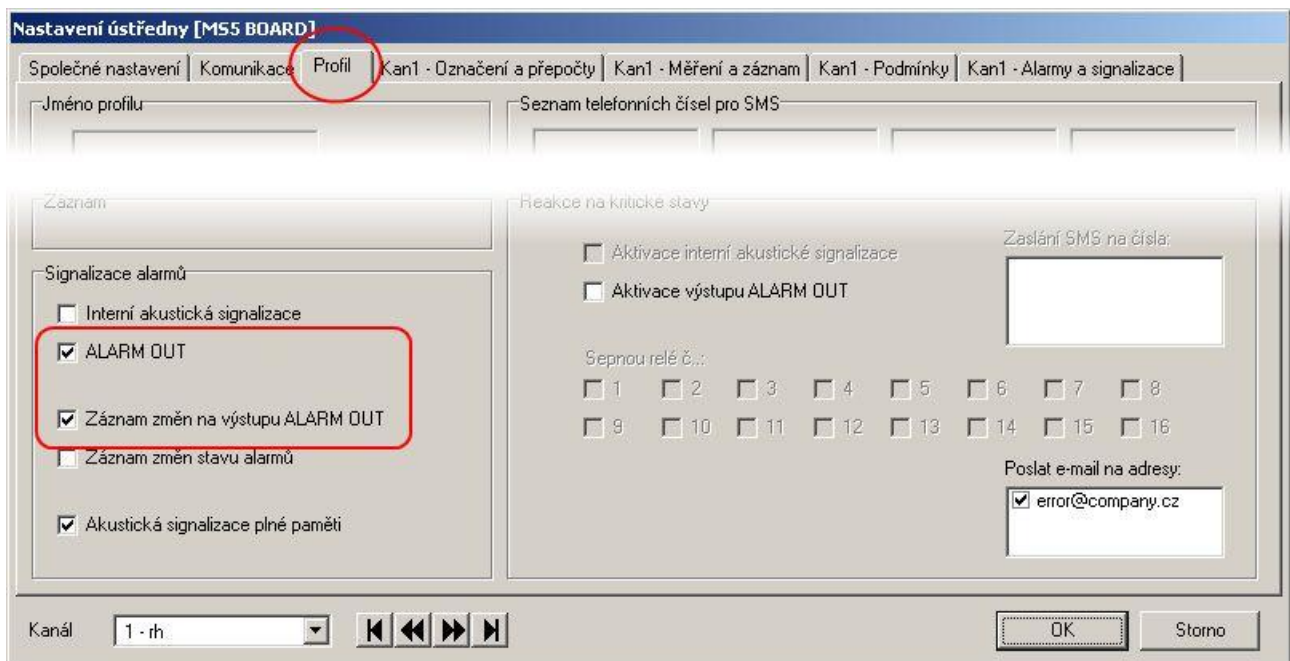 Nastavení ústředny [MS5 BOARD]
Společné nastavení Komunikace Profil Kan1 - Označení a přepočty Kan1 - Měření a záznam Kan1 - Podmínky Kan1 - Alarmy a signalizace
Jméno profilu
Seznam telefonních čísel pro SMS
Záznam
Signalizace alarmů
Interní akustická signalizace
ALARM OUT
Záznam změn na výstupu ALARM OUT
Záznam změn stavu alarmů
Akustická signalizace plné paměti
Reakce na kritické stavy
Aktivace interní akustické signalizace
Aktivace výstupu ALARM OUT
Zaslání SMS na čísla:
Sepnou relé č..:
1 2 3 4 5 6 7 8
9 10 11 12 13 14 15 16
Poslat e-mail na adresy:
error@company.cz
Kanál 1 - rh OK Storno